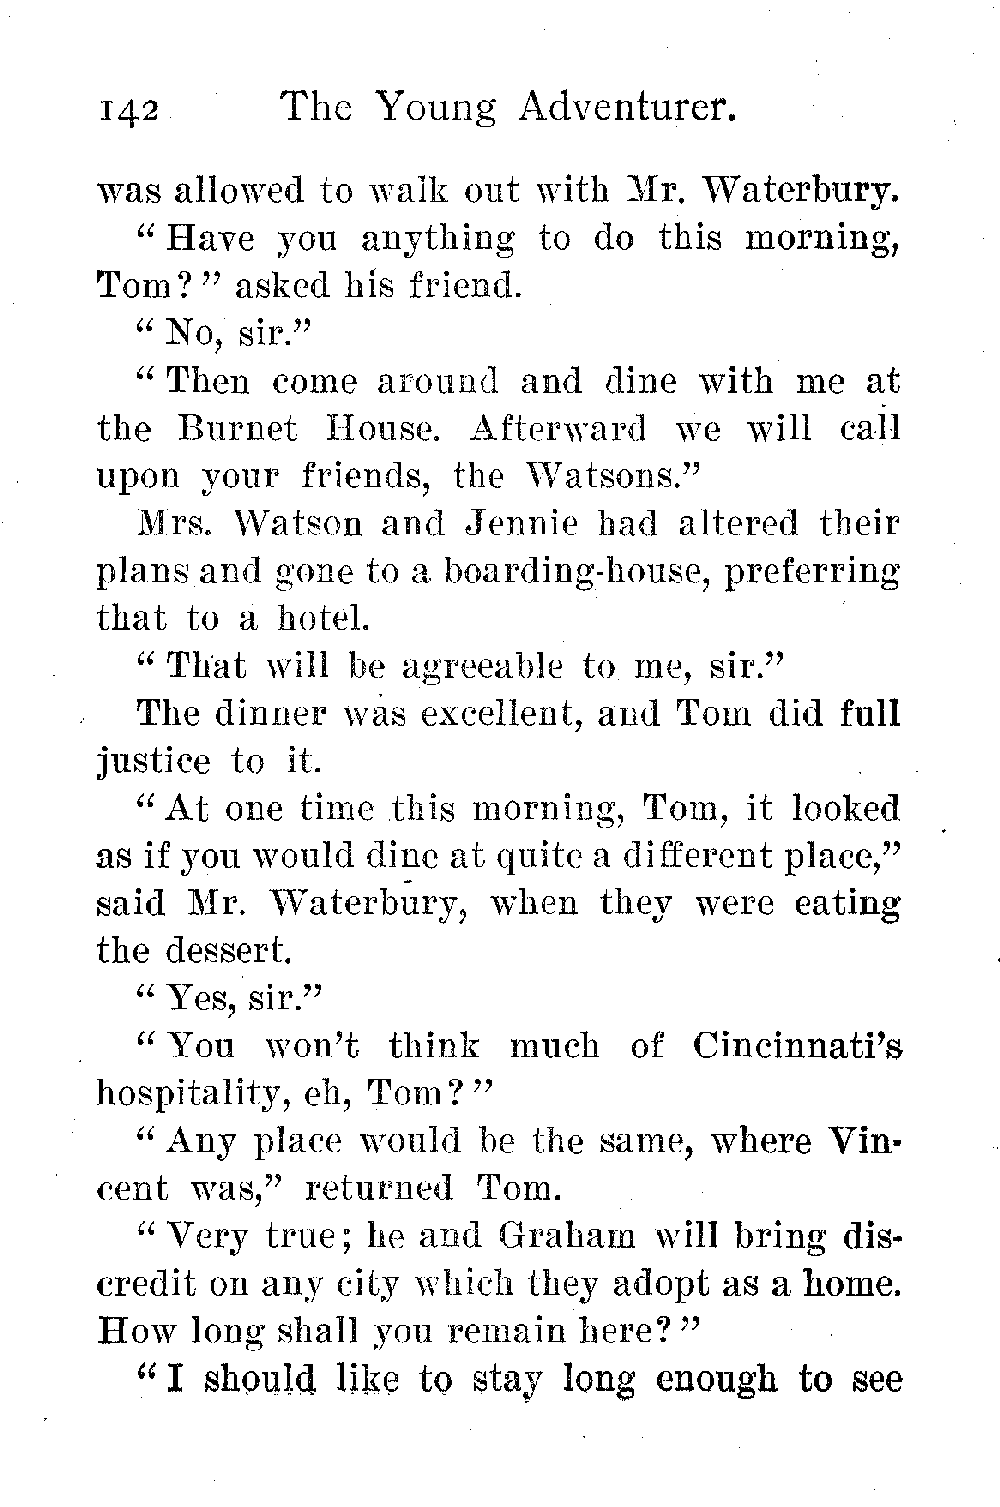 142 The Young Adventurer.
was allowed to walk out with Mr. Waterbury.
“Have you anything to do this morning,
Tom?” asked his friend.
“No, sir.”
“Then come around and dine with me at
the Burnet House. Afterward we will call
upon your friends, the Watsons.”
Mrs. Watson and Jennie had altered their
plans and gone to a boarding-house, preferring
that to a hotel.
“That will be agreeable to me, sir.”
The dinner was excellent, and Tom did full
justice to it.
“At one time this morning, Tom, it looked
as if you would dine at quite a different place,”
said Mr. Waterbury, when they were eating
the dessert.
“Yes, sir.”
“You won’t think much of Cincinnati’s
hospitality, eh, Tom?”
“Any place would be the same, where Vin-
cent was,” returned Tom.
“Very true; he and Graham will bring dis-
credit on any city which they adopt as a home.
How long shall you remain here?”
“I should like to stay long enough to see